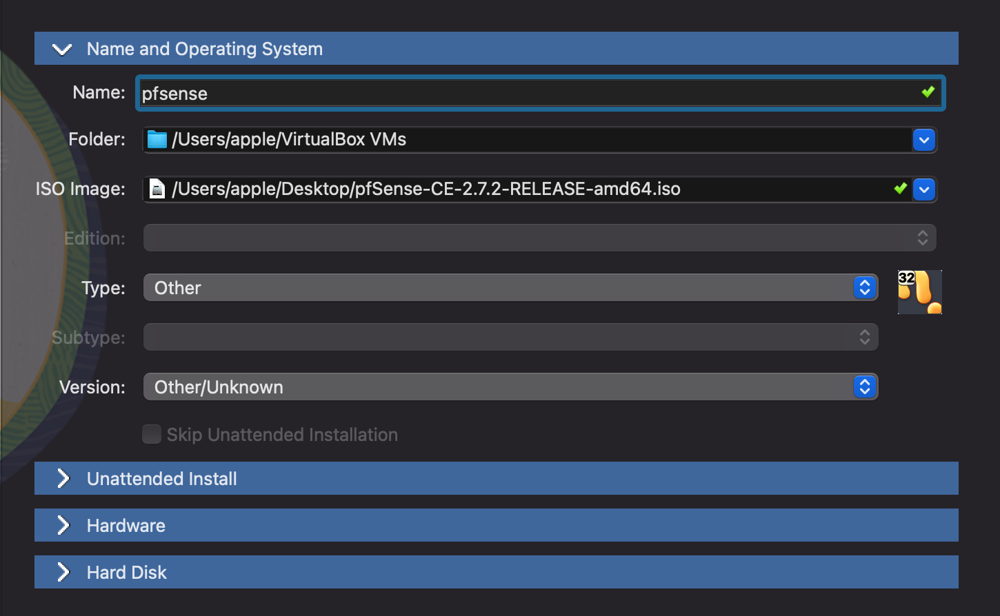 Name and Operating System
Name: pfsense
Folder: /Users/apple/VirtualBox VMs
ISO Image: /Users/apple/Desktop/pfSense-CE-2.7.2-RELEASE-amd64.iso
Edition:
Type: Other
32
Subtype:
Version: Other/Unknown
Skip Unattended Installation
Unattended Install
Hardware
Hard Disk